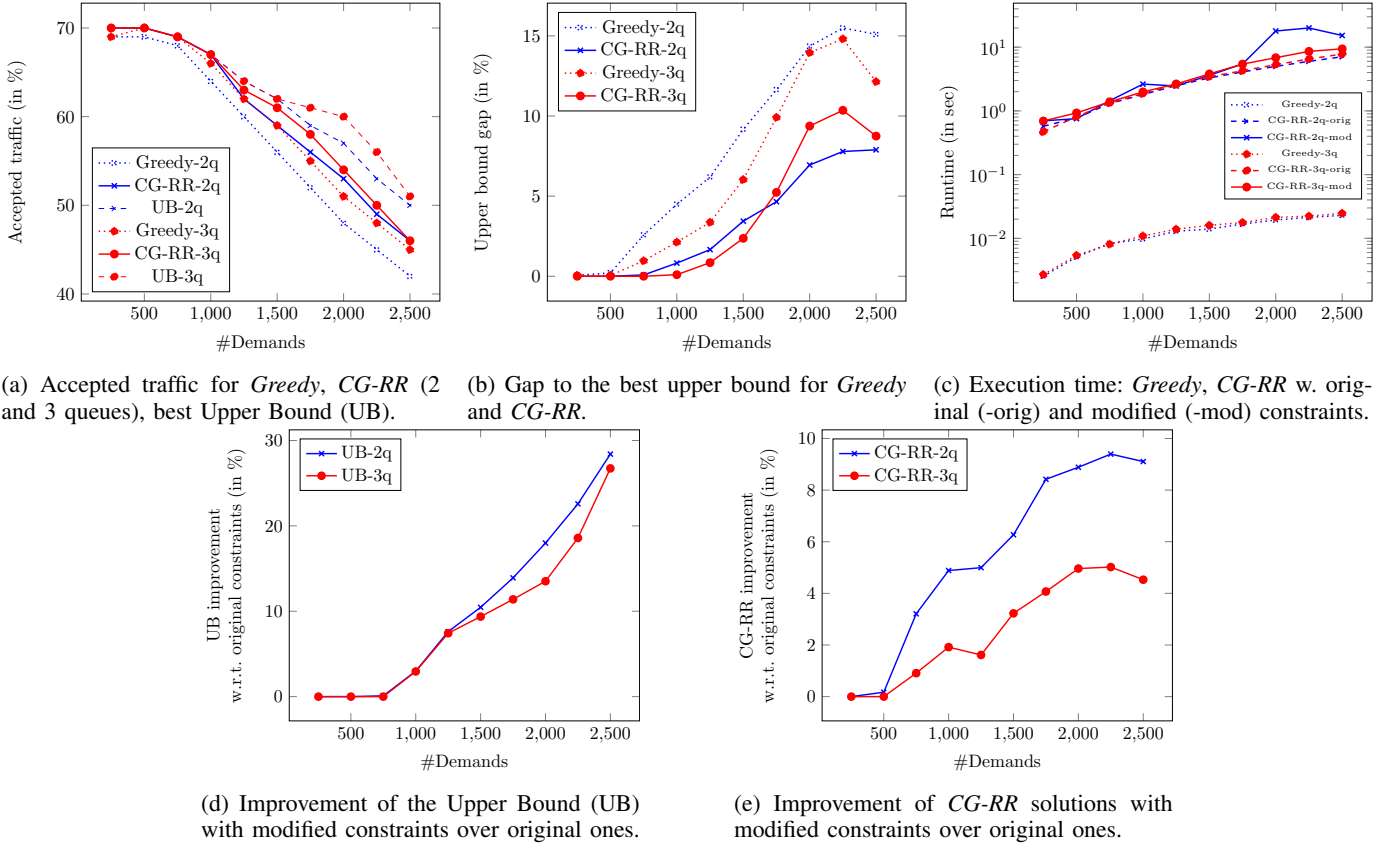 70
60
50
40
Accepted traffic (in %)
Greedy-2q
CG-RR-2q
UB-2q
Greedy-3q
CG-RR-3q
UB-3q
500 1,000 1,500 2,000 2,500
#Demands
(a) Accepted traffic for Greedy, CG-RR (2
and 3 queues), best Upper Bound (UB).
15
10
5
0
Upper bound gap (in %)
Greedy-2q
CG-RR-2q
Greedy-3q
CG-RR-3q
500 1,000 1,500 2,000 2,500
#Demands
(b) Gap to the best upper bound for Greedy
and CG-RR.
10^1
10^0
10^−1
10^−2
Runtime (in sec)
Greedy-2q
CG-RR-2q-orig
CG-RR-2q-mod
Greedy-3q
CG-RR-3q-orig
CG-RR-3q-mod
500 1,000 1,500 2,000 2,500
#Demands
(c) Execution time: Greedy, CG-RR w. orig-
inal (-orig) and modified (-mod) constraints.
30
20
10
0
UB improvement
w.r.t. original constraints (in %)
UB-2q
UB-3q
500 1,000 1,500 2,000 2,500
#Demands
(d) Improvement of the Upper Bound (UB)
with modified constraints over original ones.
10
8
6
4
2
0
CG-RR improvement
w.r.t. original constraints (in %)
CG-RR-2q
CG-RR-3q
500 1,000 1,500 2,000 2,500
#Demands
(e) Improvement of CG-RR solutions with
modified constraints over original ones.